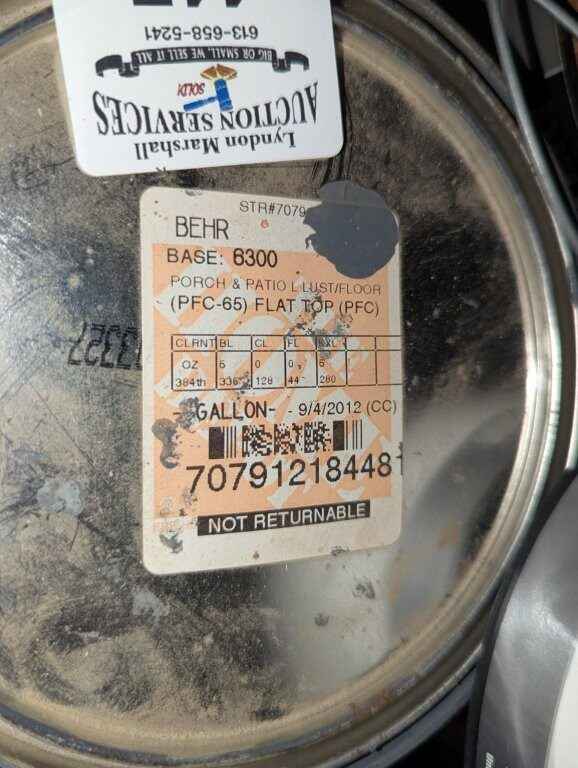 613-658-5241
BIG OR SMALL, WE SELL IT ALL
SOLD!
AUCTION SERVICES
Lyndon Marshall
STR#7079
BEHR
BASE: 6300
PORCH & PATIO L LUST/FLOOR
(PFC-65) FLAT TOP (PFC)
CLRNT BL CL FL
OZ 6 0 0 6
384th 336 128 44 280
-GALLON- - 9/4/2012 (CC)
70791218448
NOT RETURNABLE